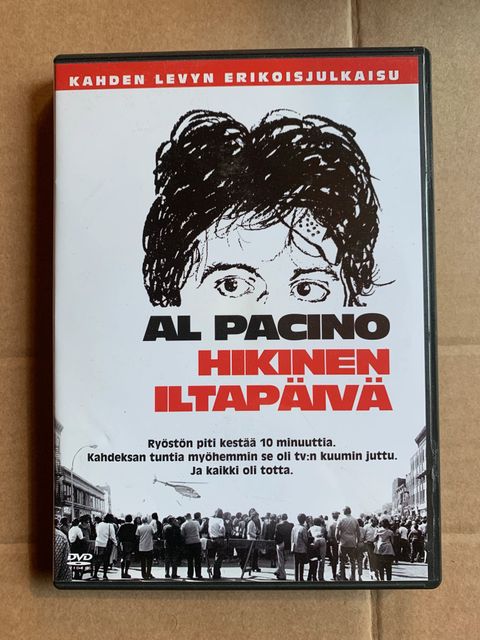 KAHDEN LEVYN ERIKOISJULKAISU
AL PACINO
HIKINEN
ILTAPÄIVÄ
Ryöstön piti kestää 10 minuuttia.
Kahdeksan tuntia myöhemmin se oli tv:n kuumin juttu.
Ja kaikki oli totta.
DVD